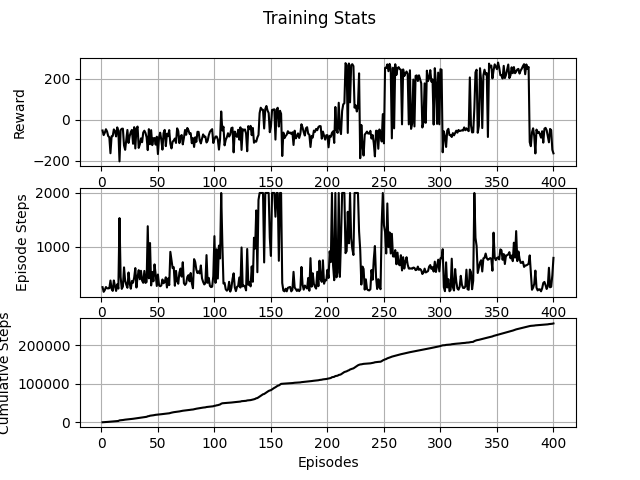 Training Stats
Reward
200
0
−200
0 50 100 150 200 250 300 350 400
Episode Steps
2000
1000
0 50 100 150 200 250 300 350 400
Cumulative Steps
200000
100000
0
0 50 100 150 200 250 300 350 400
Episodes